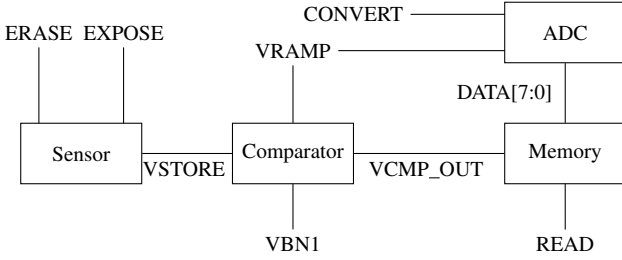 CONVERT
ADC
ERASE EXPOSE
VRAMP
DATA[7:0]
Sensor
VSTORE
Comparator
VCMP_OUT
Memory
VBN1
READ